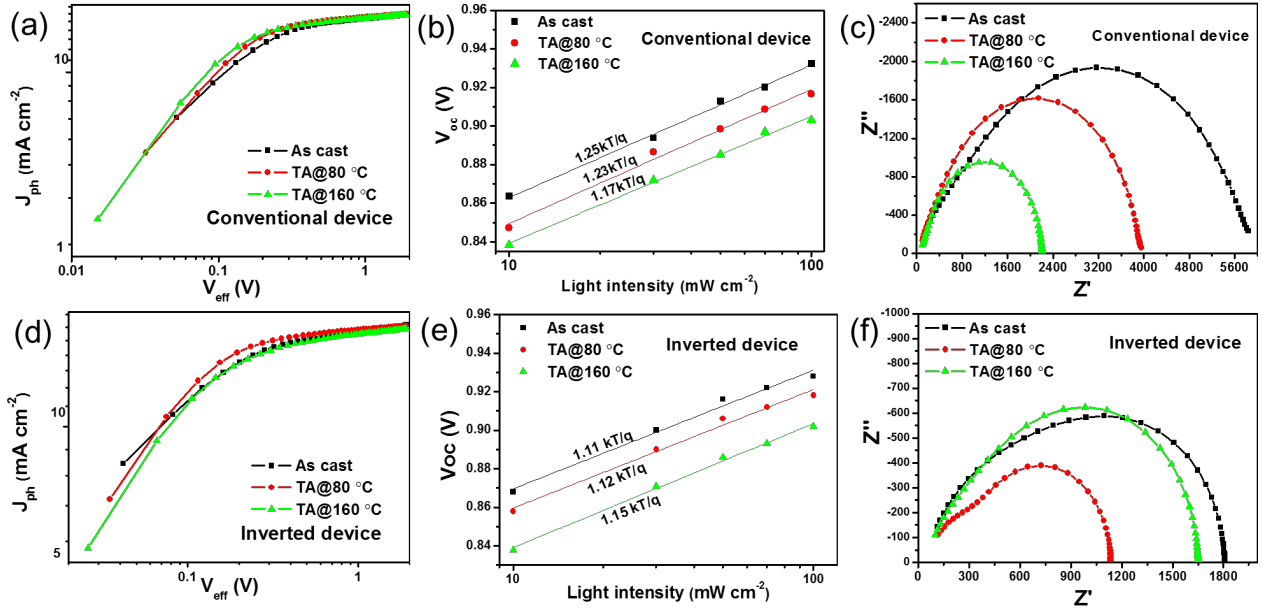 (a)
J_ph (mA cm⁻²)
10
1
As cast
TA@80 °C
TA@160 °C
Conventional device
0.01
0.1
1
V_eff (V)
(b)
V_oc (V)
0.96
0.94
0.92
0.90
0.88
0.86
0.84
As cast
TA@80 °C
TA@160 °C
Conventional device
1.25kT/q
1.23kT/q
1.17kT/q
10
100
Light intensity (mW cm⁻²)
(c)
Z"
-2400
-2000
-1600
-1200
-800
-400
0
As cast
TA@80 °C
TA@160 °C
Conventional device
0
800
1600
2400
3200
4000
4800
5600
Z'
(d)
J_ph (mA cm⁻²)
10
5
As cast
TA@80 °C
TA@160 °C
Inverted device
0.1
1
V_eff (V)
(e)
Voc (V)
0.96
0.94
0.92
0.90
0.88
0.86
0.84
As cast
TA@80 °C
TA@160 °C
Inverted device
1.11 kT/q
1.12 kT/q
1.15 kT/q
10
100
Light intensity (mW cm⁻²)
(f)
Z"
-1000
-900
-800
-700
-600
-500
-400
-300
-200
-100
0
As cast
TA@80 °C
TA@160 °C
Inverted device
0
300
600
900
1200
1500
1800
Z'